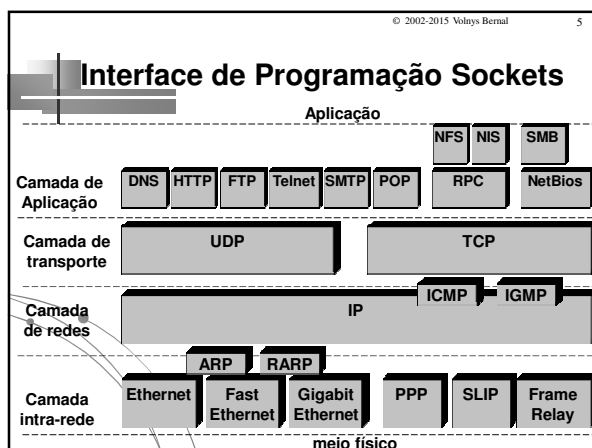 © 2002-2015 Volnys Bernal 5
Interface de Programação Sockets
Aplicação
NFS NIS SMB
Camada de Aplicação
DNS HTTP FTP Telnet SMTP POP RPC NetBios
Camada de transporte
UDP TCP
ICMP IGMP
Camada de redes
IP
ARP RARP
Camada intra-rede
Ethernet Fast Ethernet Gigabit Ethernet PPP SLIP Frame Relay
meio físico